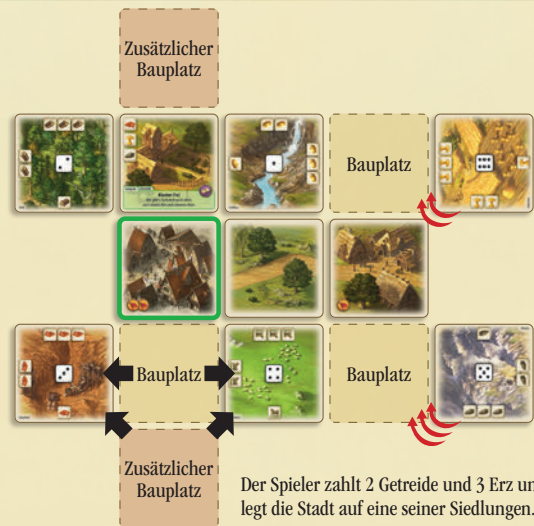 Zusätzlicher
Bauplatz
Bauplatz
Bauplatz
Bauplatz
Zusätzlicher
Bauplatz
Der Spieler zahlt 2 Getreide und 3 Erz un
legt die Stadt auf eine seiner Siedlungen.